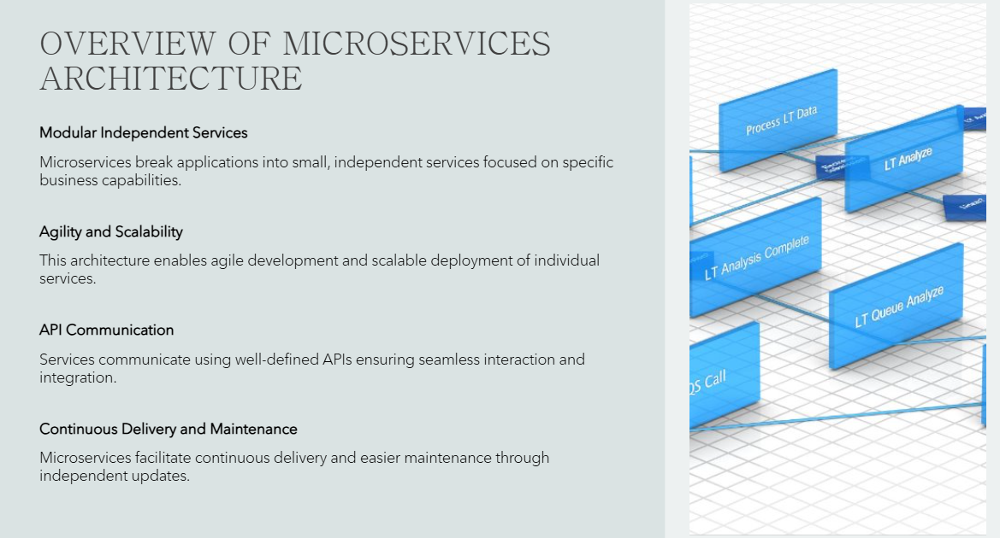 OVERVIEW OF MICROSERVICES
ARCHITECTURE
Modular Independent Services
Microservices break applications into small, independent services focused on specific
business capabilities.
Agility and Scalability
This architecture enables agile development and scalable deployment of individual
services.
API Communication
Services communicate using well-defined APIs ensuring seamless interaction and
integration.
Continuous Delivery and Maintenance
Microservices facilitate continuous delivery and easier maintenance through
independent updates.
Process LT Data
LT Analyze
LT Analysis Complete
LT Queue Analyze
QS Call